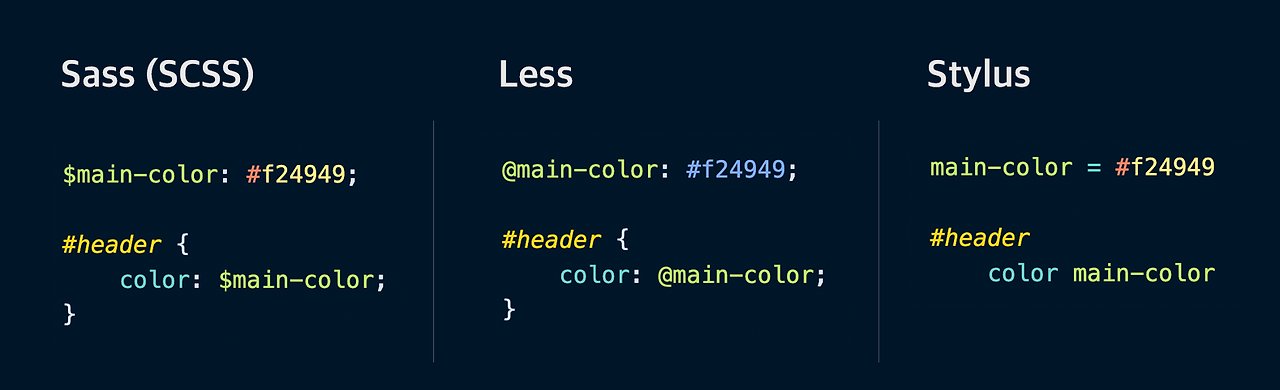 Sass (SCSS)
$main-color: #f24949;
#header {
    color: $main-color;
}
Less
@main-color: #f24949;
#header {
    color: @main-color;
}
Stylus
main-color = #f24949
#header
    color main-color